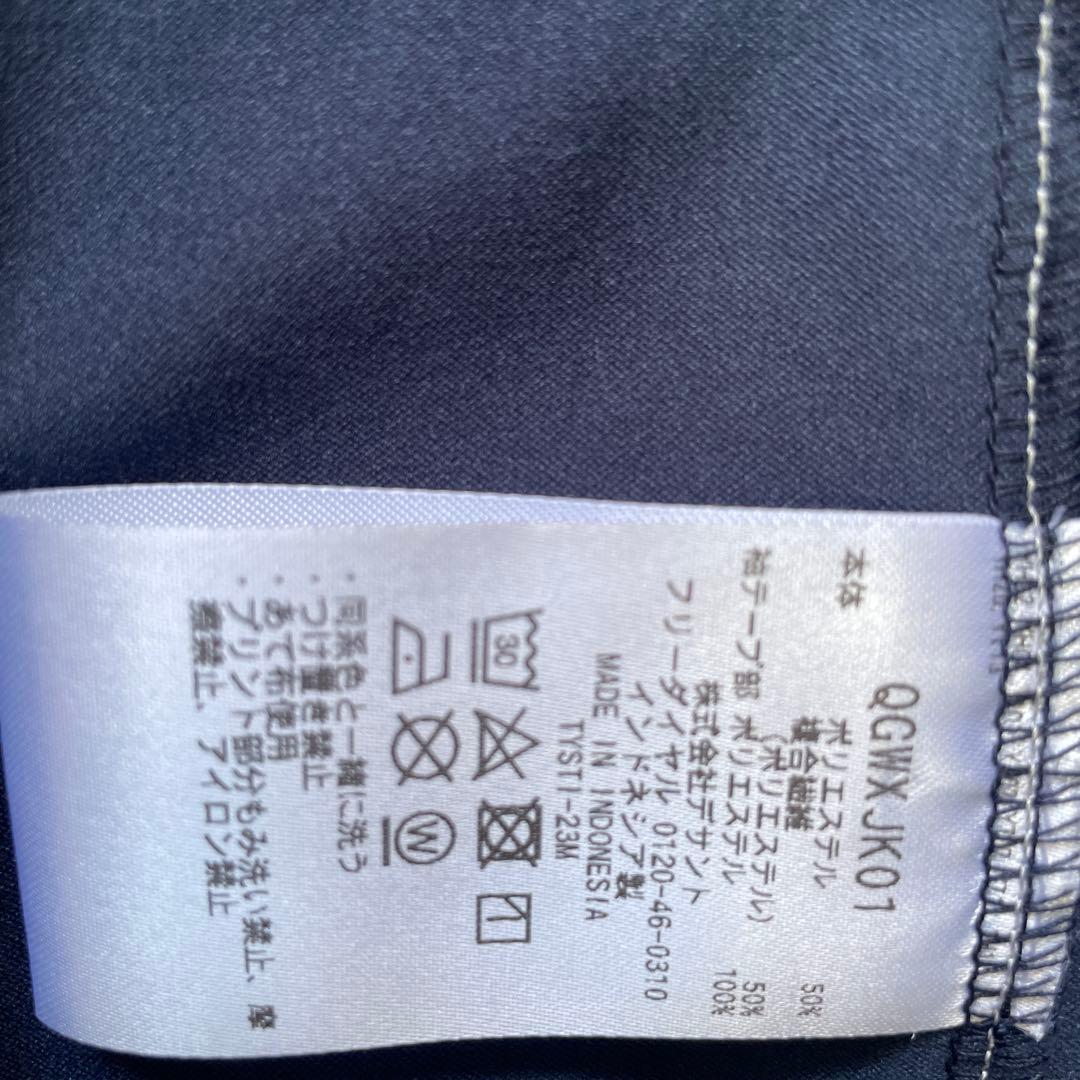 QGWXJK01
本体
ポリエステル 50%
複合繊維
(ポリエステル) 50%
袖テープ部 ポリエステル 100%
株式会社デサント
フリーダイヤル 0120-46-0310
インドネシア製
MADE IN INDONESIA
TYST1-23M
30
W
・同系色と一緒に洗う
・つけ置き禁止
・あて布使用
・プリント部分もみ洗い禁止、摩
擦禁止、アイロン禁止